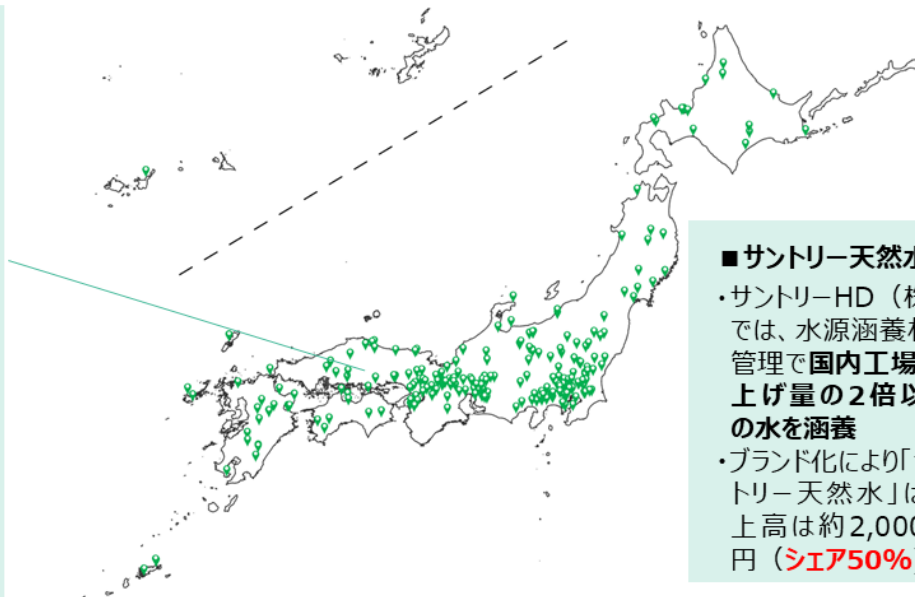 ■サントリー天然水
・サントリーHD（株
では、水源涵養林
管理で国内工場
上げ量の2倍以
の水を涵養
・ブランド化により「
トリー天然水」は
上高は約2,000
円（シェア50%）